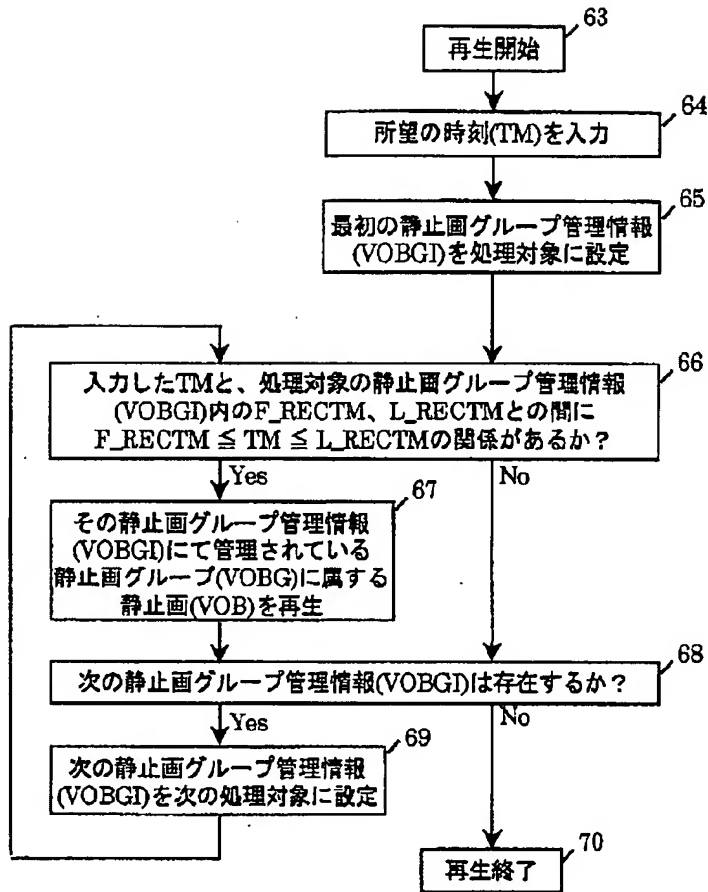 63
再生開始
64
所望の時刻(TM)を入力
65
最初の静止画グループ管理情報
(VOBGI)を処理対象に設定
66
入力したTMと、処理対象の静止画グループ管理情報
(VOBGI)内のF_RECTM、L_RECTMとの間に
F_RECTM ≦ TM ≦ L_RECTMの関係があるか？
Yes
No
67
その静止画グループ管理情報
(VOBGI)にて管理されている
静止画グループ(VOBG)に属する
静止画(VOB)を再生
68
次の静止画グループ管理情報(VOBGI)は存在するか？
Yes
No
69
次の静止画グループ管理情報
(VOBGI)を次の処理対象に設定
70
再生終了